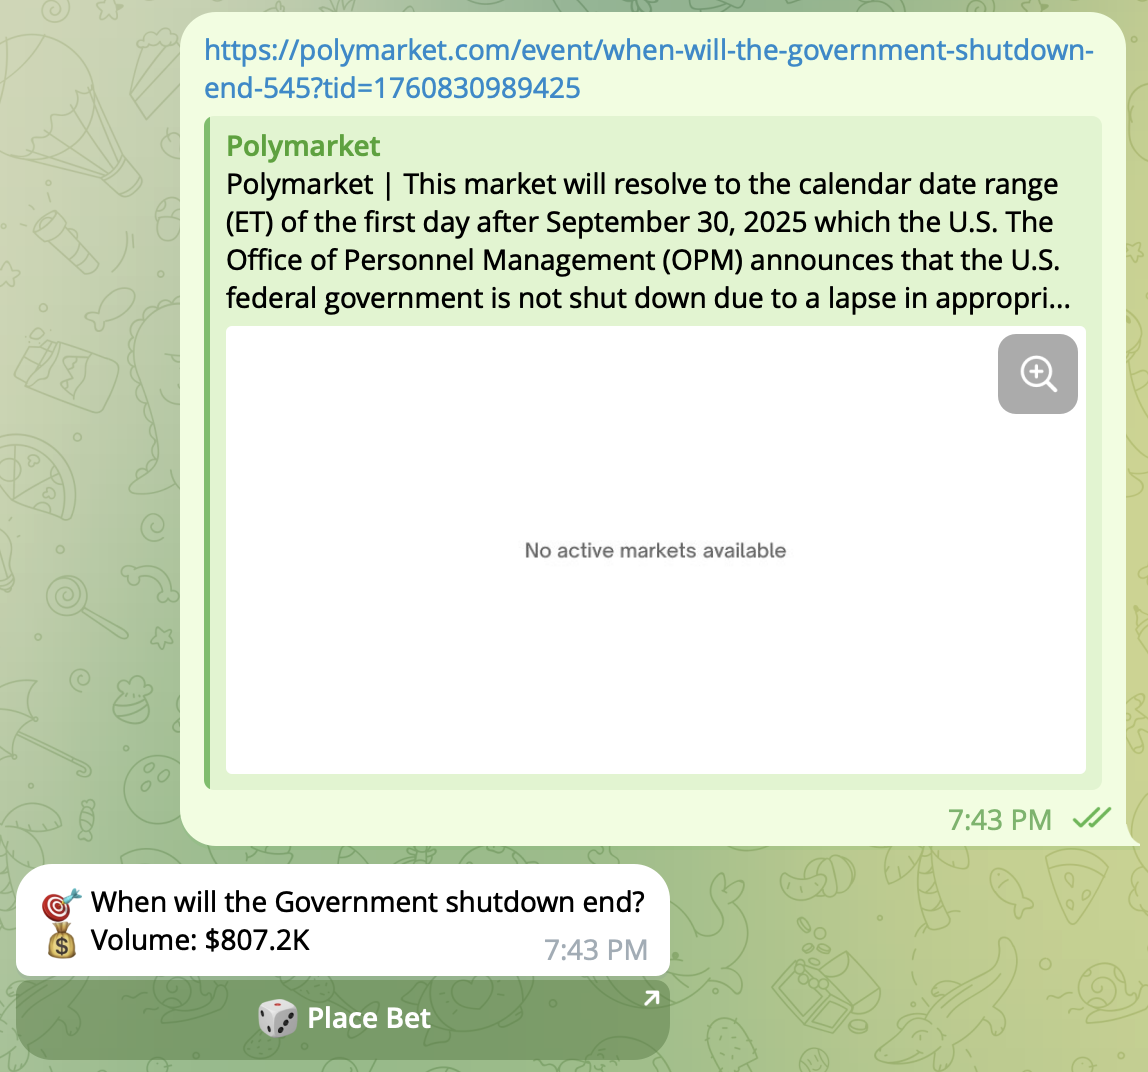 https://polymarket.com/event/when-will-the-government-shutdown-
end-545?tid=1760830989425
Polymarket
Polymarket | This market will resolve to the calendar date range
(ET) of the first day after September 30, 2025 which the U.S. The
Office of Personnel Management (OPM) announces that the U.S.
federal government is not shut down due to a lapse in appropri...
No active markets available
7:43 PM
When will the Government shutdown end?
Volume: $807.2K
7:43 PM
Place Bet